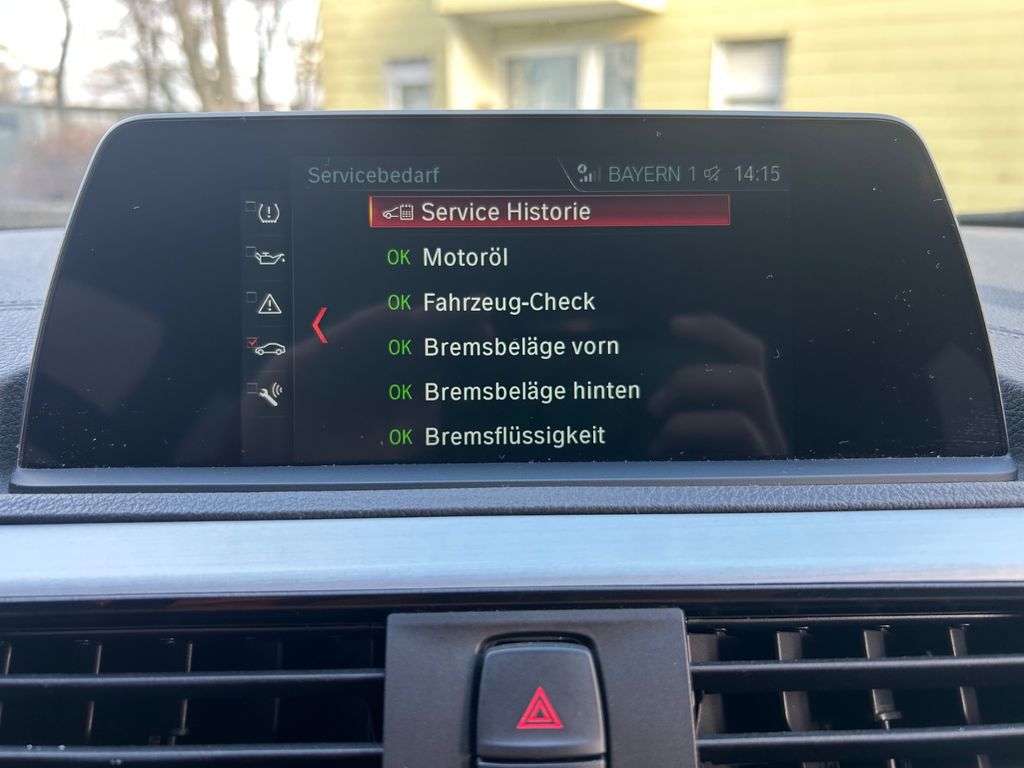 Servicebedarf BAYERN 1 14:15
Service Historie
OK Motoröl
OK Fahrzeug-Check
OK Bremsbeläge vorn
OK Bremsbeläge hinten
OK Bremsflüssigkeit